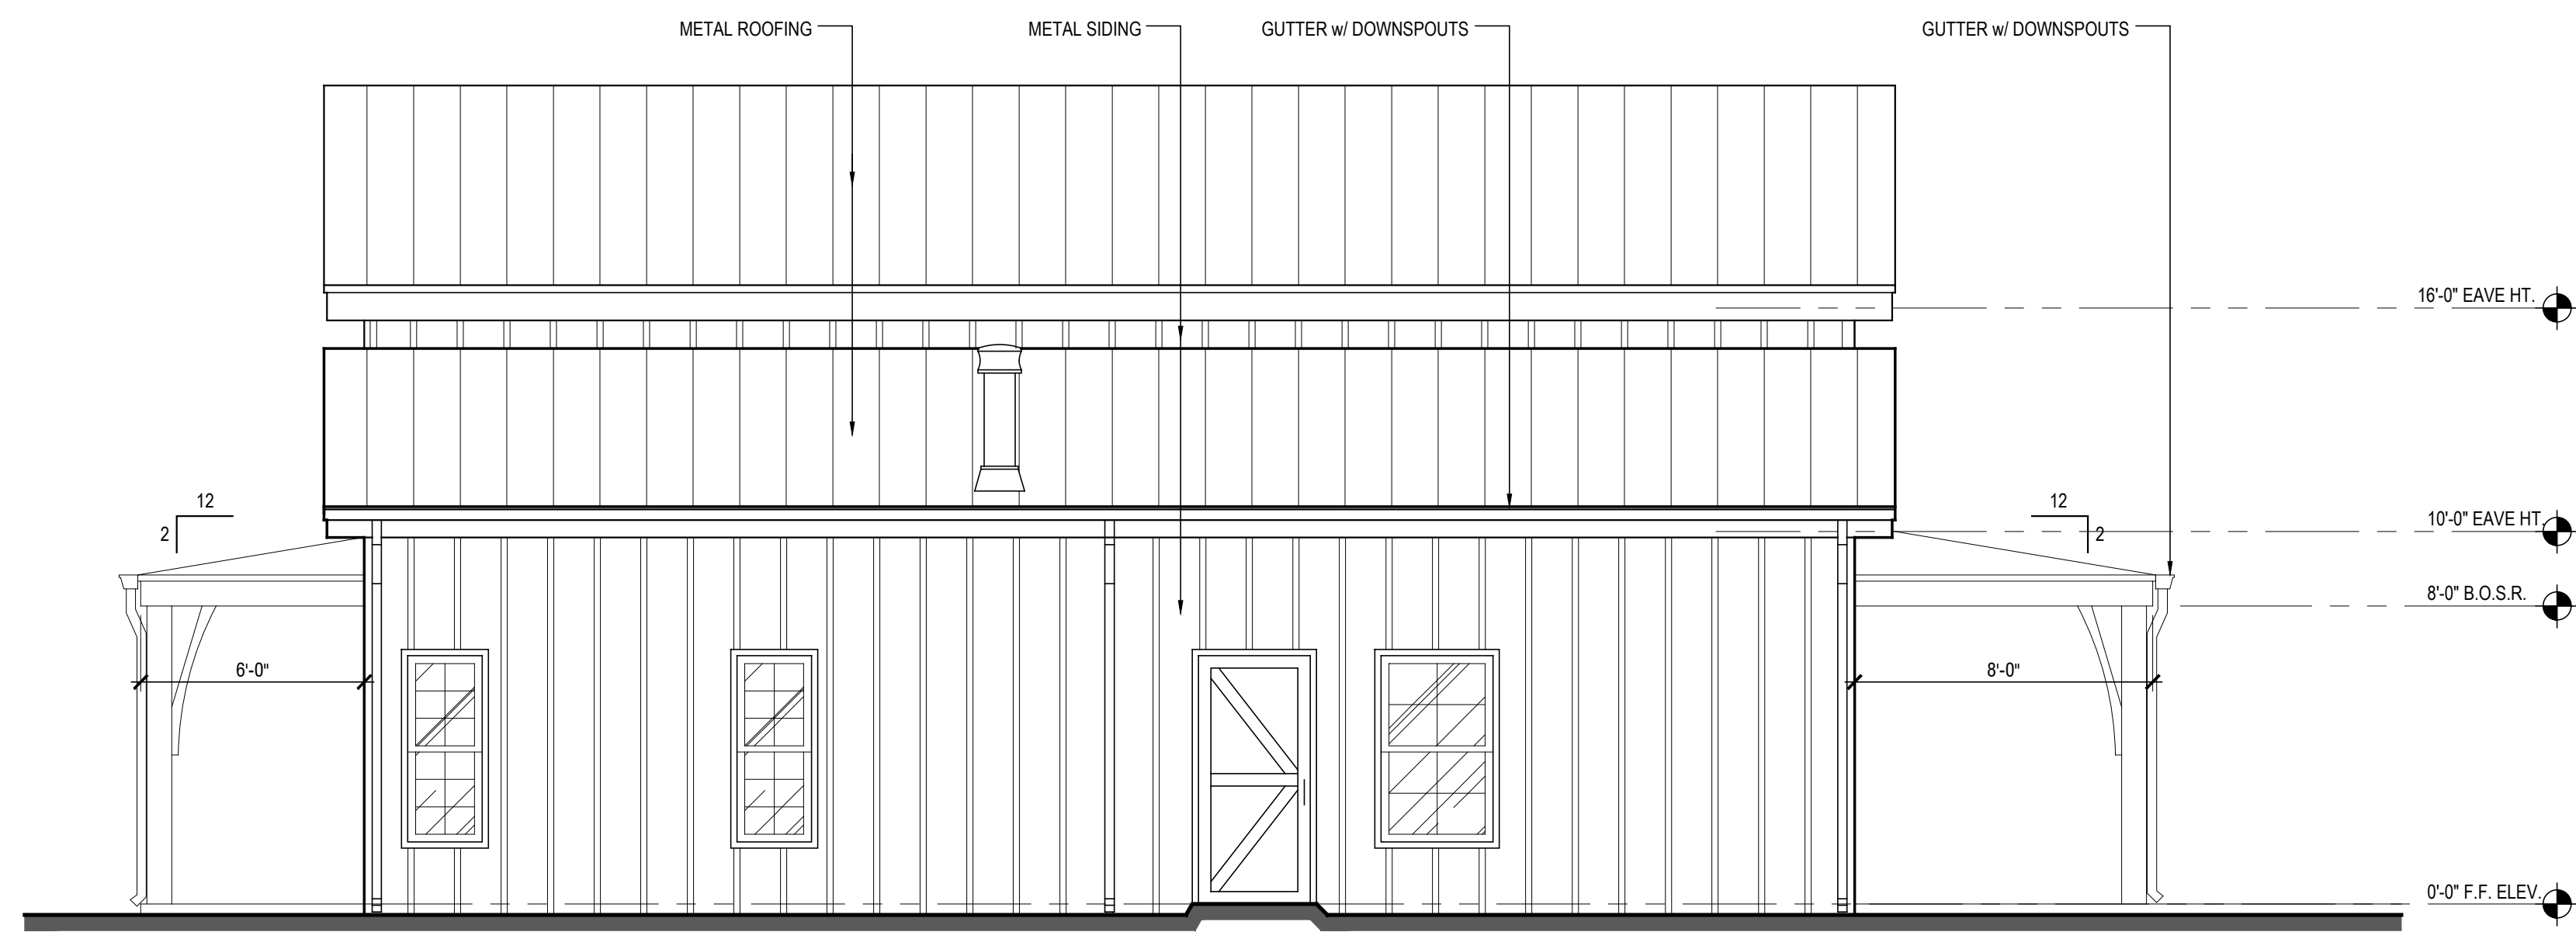 METAL ROOFING
METAL SIDING
GUTTER w/ DOWNSPOUTS
GUTTER w/ DOWNSPOUTS
16'-0" EAVE HT.
12
2
12
2
10'-0" EAVE HT.
8'-0" B.O.S.R.
6'-0"
8'-0"
0'-0" F.F. ELEV.